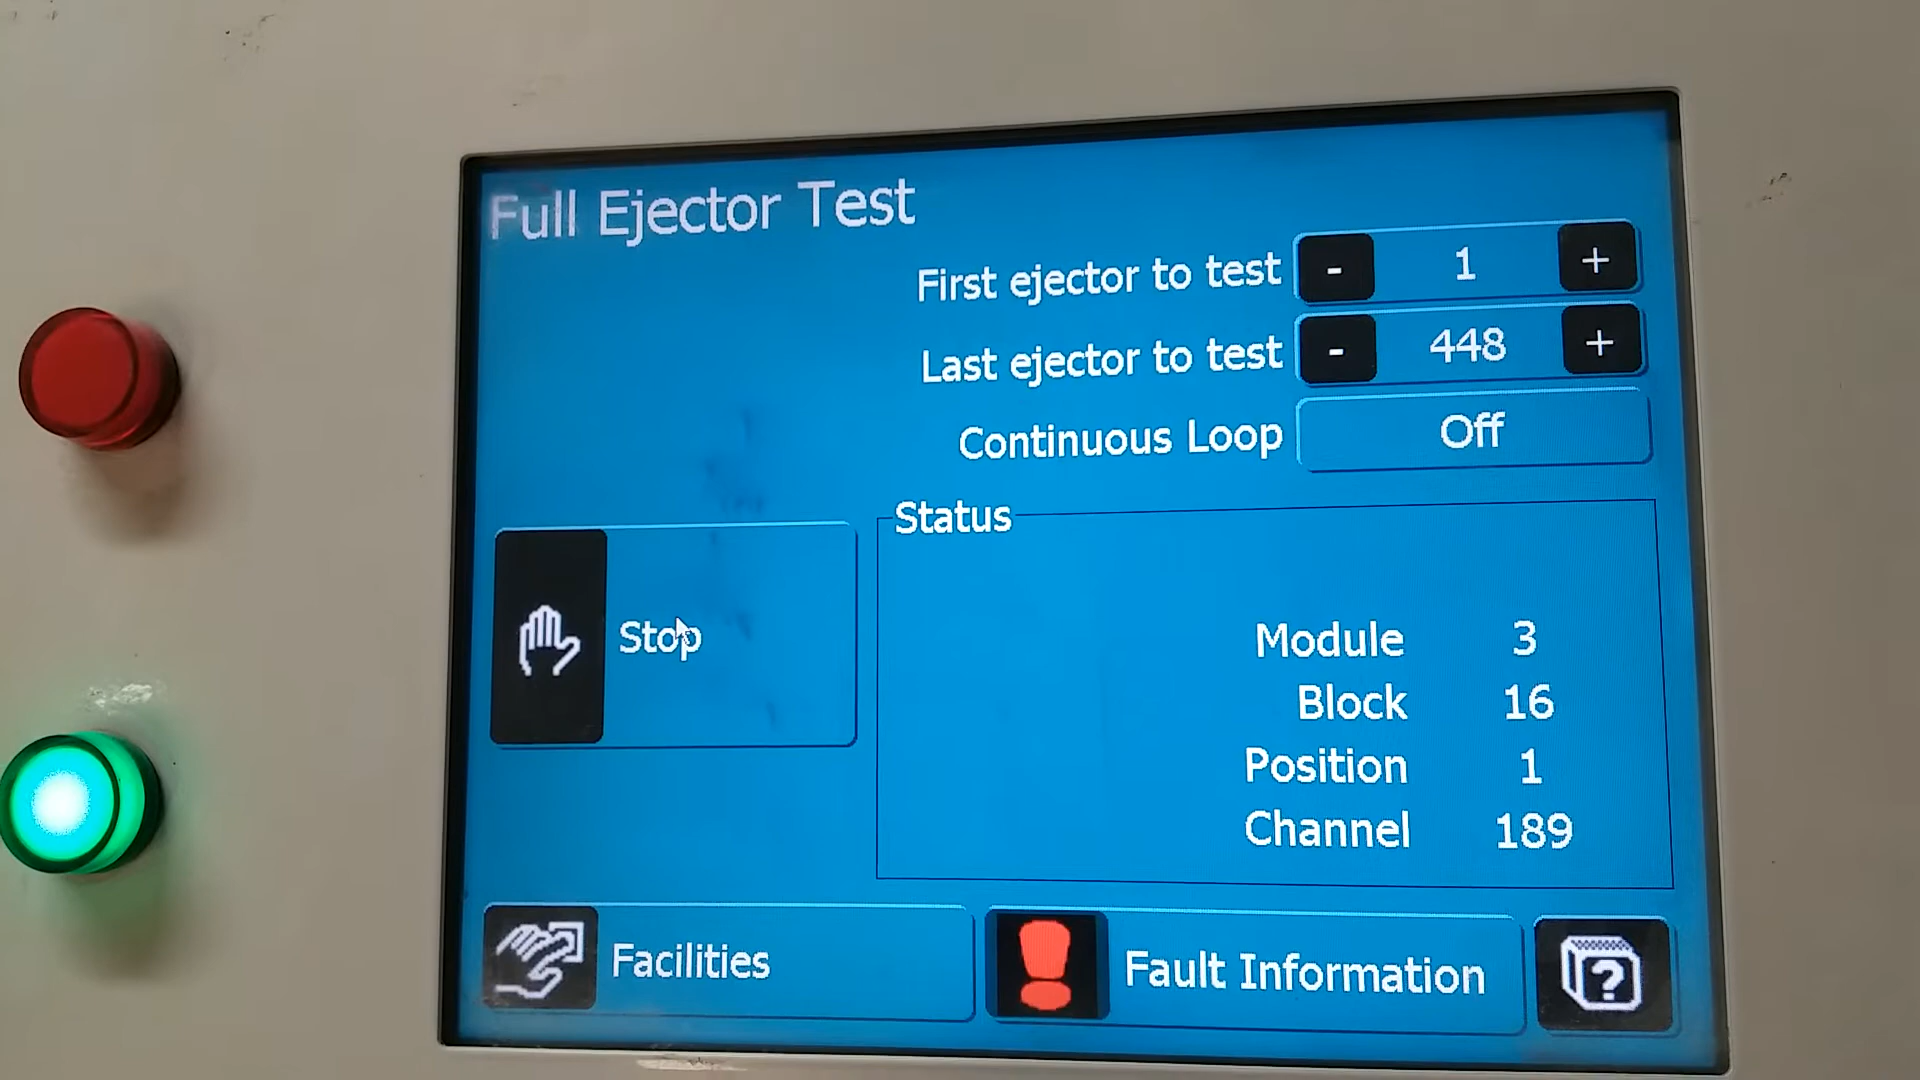 Full Ejector Test
First ejector to test - 1 +
Last ejector to test - 448 +
Continuous Loop Off
Status
Stop
Module 3
Block 16
Position 1
Channel 189
Facilities
Fault Information
?